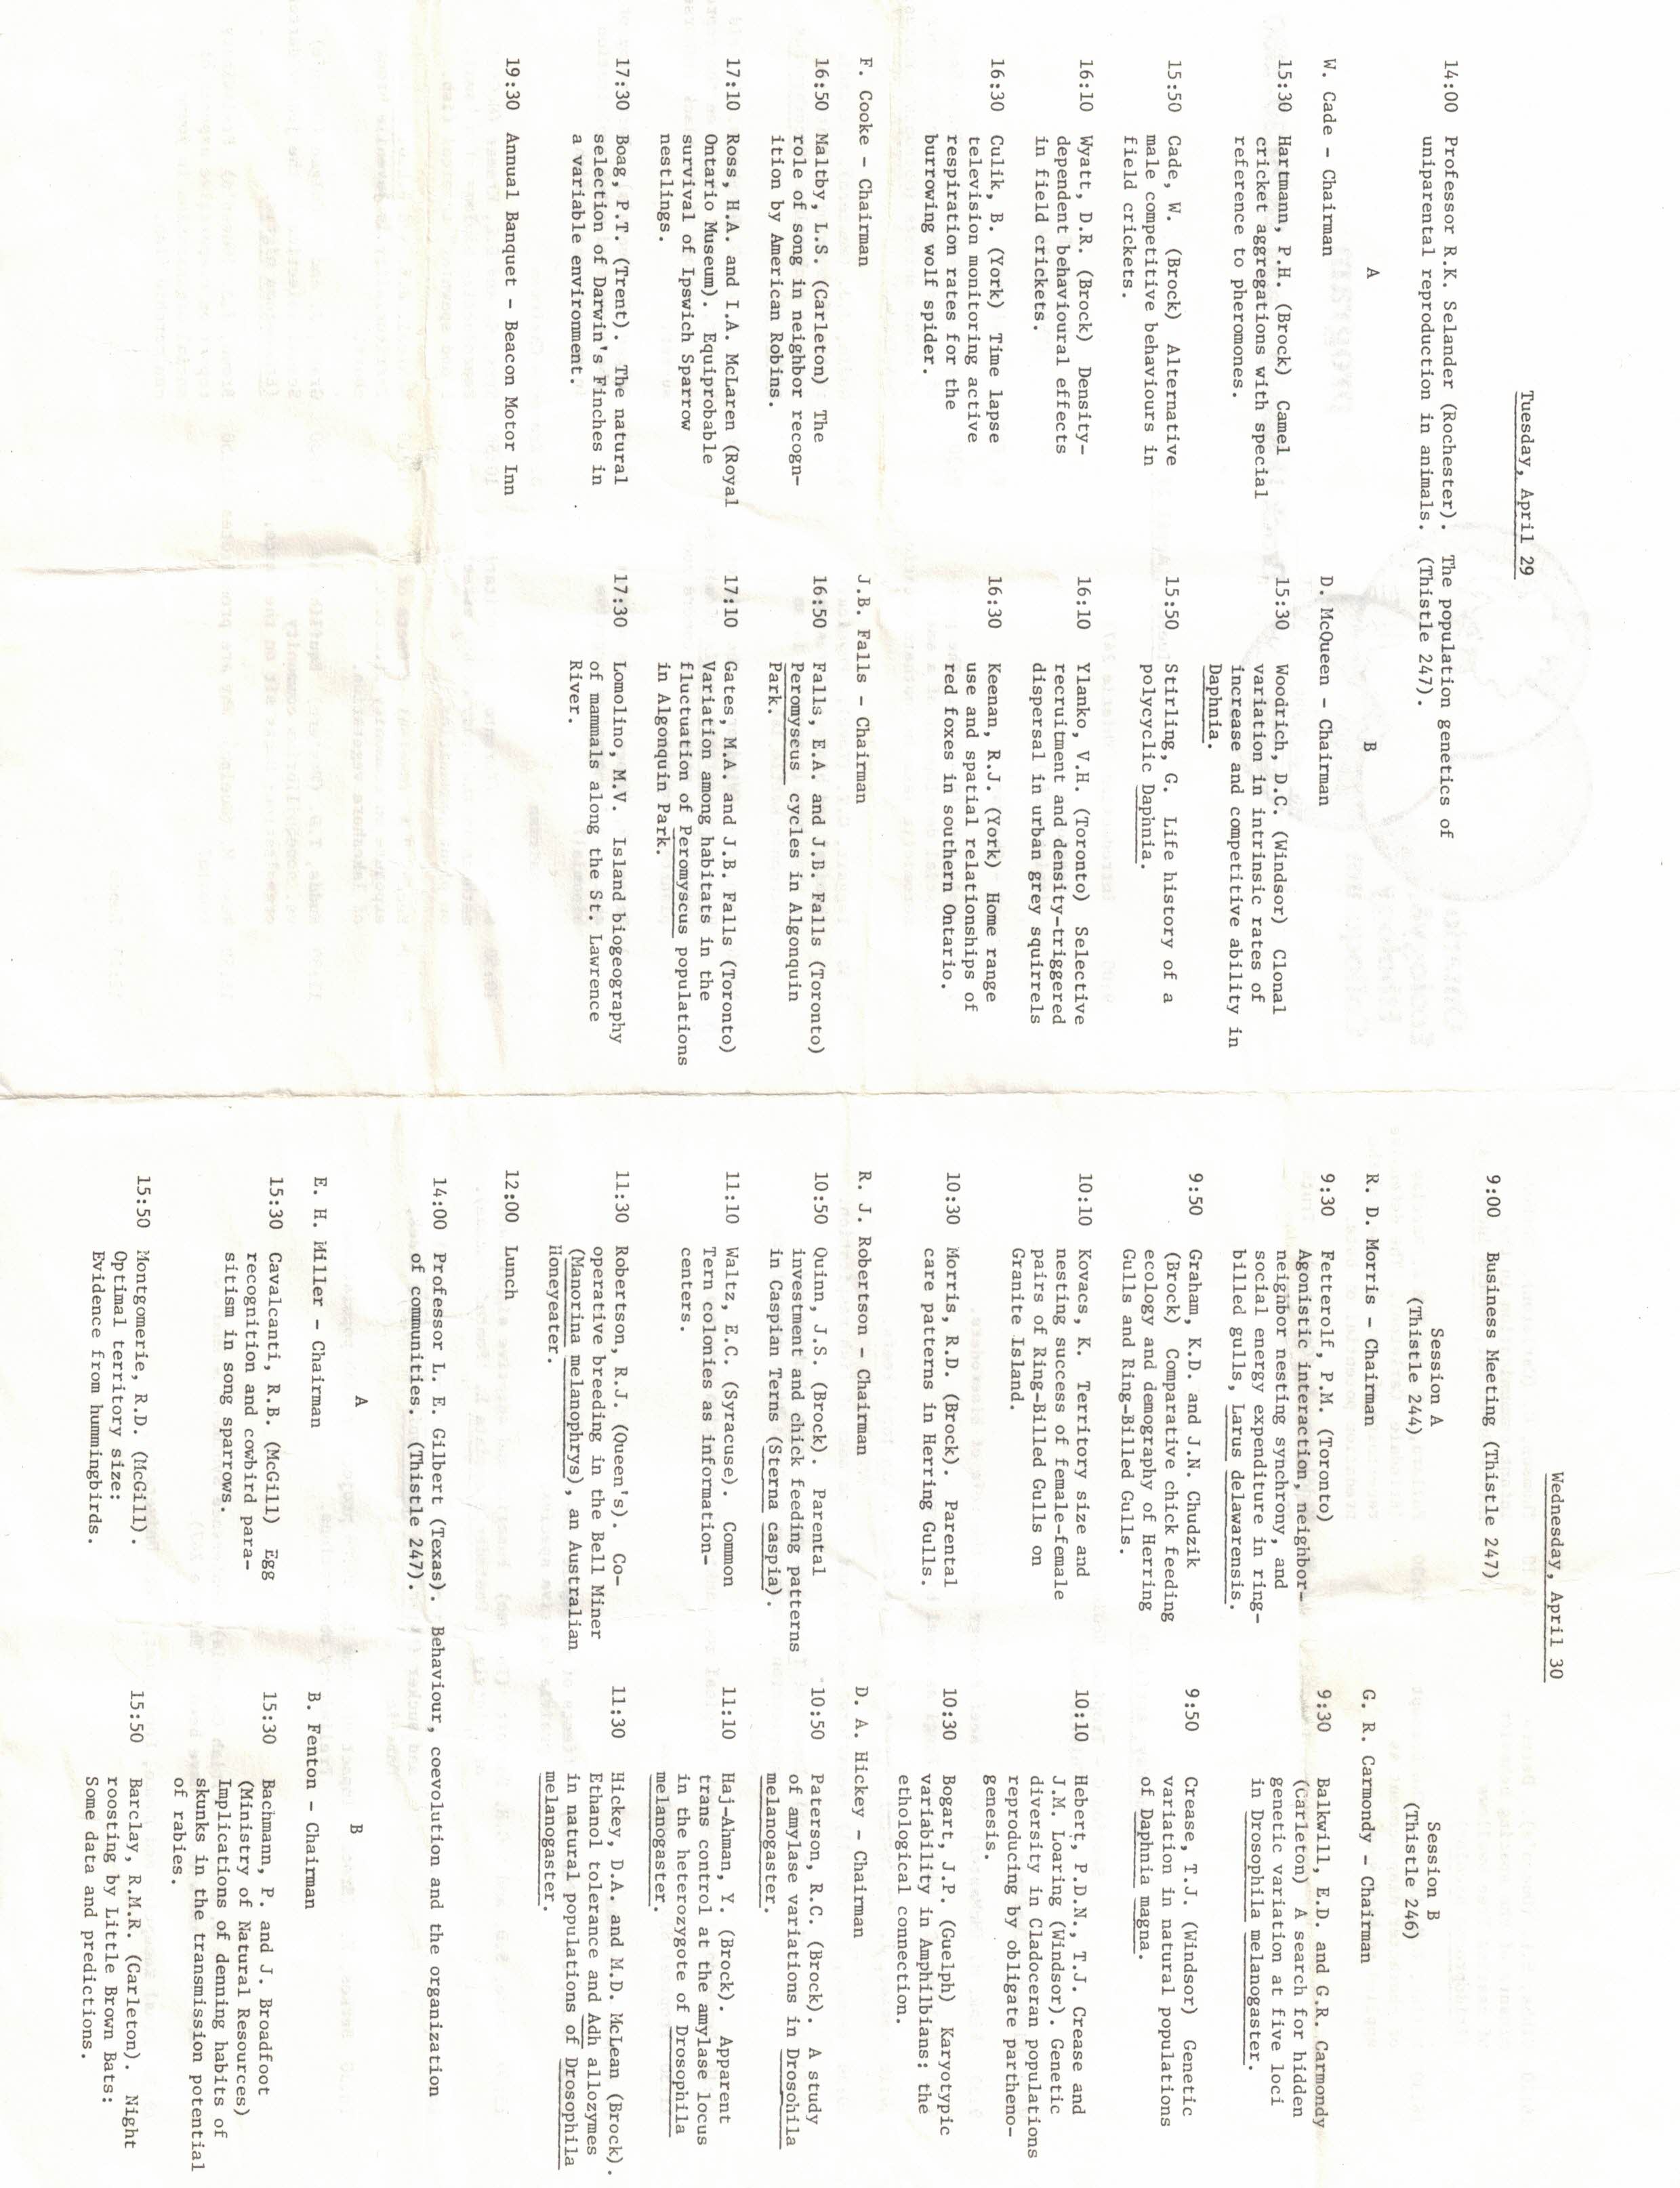 Tuesday, April 29
14:00 Professor R.K. Selander (Rochester). The population genetics of
uniparental reproduction in animals. (Thistle 247).
A
W. Cade - Chairman
15:30 Hartmann, P.H. (Brock) Camel
cricket aggregations with special
reference to pheromones.
15:50 Cade, W. (Brock) Alternative
male competitive behaviours in
field crickets.
16:10 Wyatt, D.R. (Brock) Density-
dependent behavioural effects
in field crickets.
16:30 Culik, B. (York) Time lapse
television monitoring active
respiration rates for the
burrowing wolf spider.
F. Cooke - Chairman
16:50 Maltby, L.S. (Carleton) The
role of song in neighbor recogn-
ition by American Robins.
17:10 Ross, H.A. and I.A. McLaren (Royal
Ontario Museum). Equiprobable
survival of Ipswich Sparrow
nestlings.
17:30 Boag, P.T. (Trent). The natural
selection of Darwin's Finches in
a variable environment.
19:30 Annual Banquet - Beacon Motor Inn
B
D. McQueen - Chairman
15:30 Woodrich, D.C. (Windsor) Clonal
variation in intrinsic rates of
increase and competitive ability in
Daphnia.
15:50 Stirling, G. Life history of a
polycyclic Daphnia.
16:10 Ylanko, V.H. (Toronto) Selective
recruitment and density-triggered
dispersal in urban grey squirrels
16:30 Keenan, R.J. (York) Home range
use and spatial relationships of
red foxes in southern Ontario.
J.B. Falls - Chairman
16:50 Falls, E.A. and J.B. Falls (Toronto)
Peromyseus cycles in Algonquin
Park.
17:10 Gates, M.A. and J.B. Falls (Toronto)
Variation among habitats in the
fluctuation of Peromyscus populations
in Algonquin Park.
17:30 Lomolino, M.V. Island biogeography
of mammals along the St. Lawrence
River.
Wednesday, April 30
9:00 Business Meeting (Thistle 247)
Session A
(Thistle 244)
R. D. Morris - Chairman
9:30 Fetterolf, P.M. (Toronto)
Agonistic interaction, neighbor-
neighbor nesting synchrony, and
social energy expenditure in ring-
billed gulls, Larus delawarensis.
9:50 Graham, K.D. and J.N. Chudzik
(Brock) Comparative chick feeding
ecology and demography of Herring
Gulls and Ring-Billed Gulls.
10:10 Kovacs, K. Territory size and
nesting success of female-female
pairs of Ring-Billed Gulls on
Granite Island.
10:30 Morris, R.D. (Brock). Parental
care patterns in Herring Gulls.
R. J. Robertson - Chairman
10:50 Quinn, J.S. (Brock). Parental
investment and chick feeding patterns
in Caspian Terns (Sterna caspia).
11:10 Waltz, E.C. (Syracuse). Common
Tern colonies as information-
centers.
11:30 Robertson, R.J. (Queen's). Co-
operative breeding in the Bell Miner
(Manorina melanophrys), an Australian
Honeyeater.
12:00 Lunch
Session B
(Thistle 246)
G. R. Carmondy - Chairman
9:30 Balkwill, E.D. and G.R. Carmondy
(Carleton) A search for hidden
genetic variation at five loci
in Drosophila melanogaster.
9:50 Crease, T.J. (Windsor) Genetic
variation in natural populations
of Daphnia magna.
10:10 Hebert, P.D.N., T.J. Crease and
J.M. Loaring (Windsor). Genetic
diversity in Cladoceran populations
reproducing by obligate partheno-
genesis.
10:30 Bogart, J.P. (Guelph) Karyotypic
variability in Amphilbians: the
ethological connection.
D. A. Hickey - Chairman
10:50 Paterson, R.C. (Brock). A study
of amylase variations in Drosohila
melanogaster.
11:10 Haj-Ahman, Y. (Brock). Apparent
trans control at the amylase locus
in the heterozygote of Drosophila
melanogaster.
11:30 Hickey, D.A. and M.D. McLean (Brock).
Ethanol tolerance and Adh allozymes
in natural populations of Drosophila
melanogaster.
14:00 Professor L. E. Gilbert (Texas). Behaviour, coevolution and the organization
of communities. (Thistle 247).
A
E. H. Miller - Chairman
15:30 Cavalcanti, R.B. (McGill) Egg
recognition and cowbird para-
sitism in song sparrows.
15:50 Montgomerie, R.D. (McGill).
Optimal territory size:
Evidence from hummingbirds.
B
B. Fenton - Chairman
15:30 Bachmann, P. and J. Broadfoot
(Ministry of Natural Resources)
Implications of denning habits of
skunks in the transmission potential
of rabies.
15:50 Barclay, R.M.R. (Carleton). Night
roosting by Little Brown Bats:
Some data and predictions.